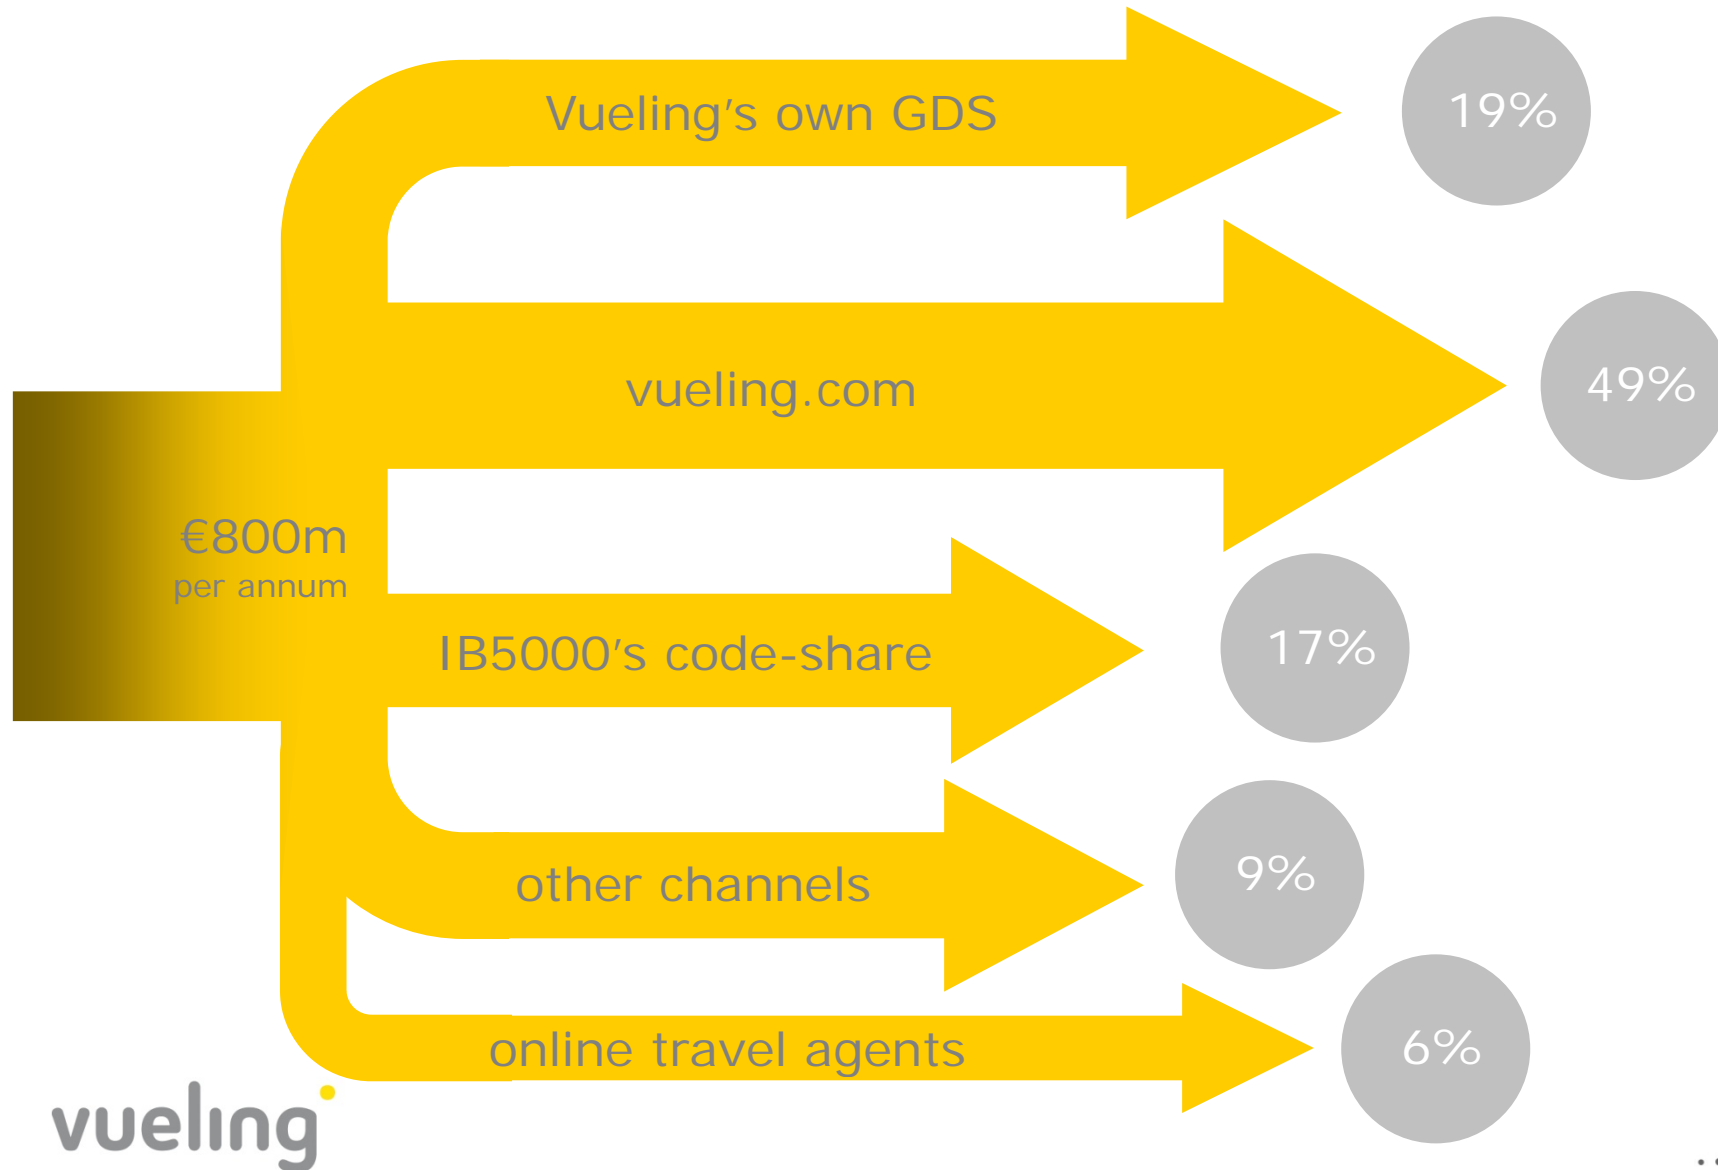 Vueling's own GDS
19%
vueling.com
49%
€800m
per annum
IB5000's code-share
17%
other channels
9%
online travel agents
6%
vueling